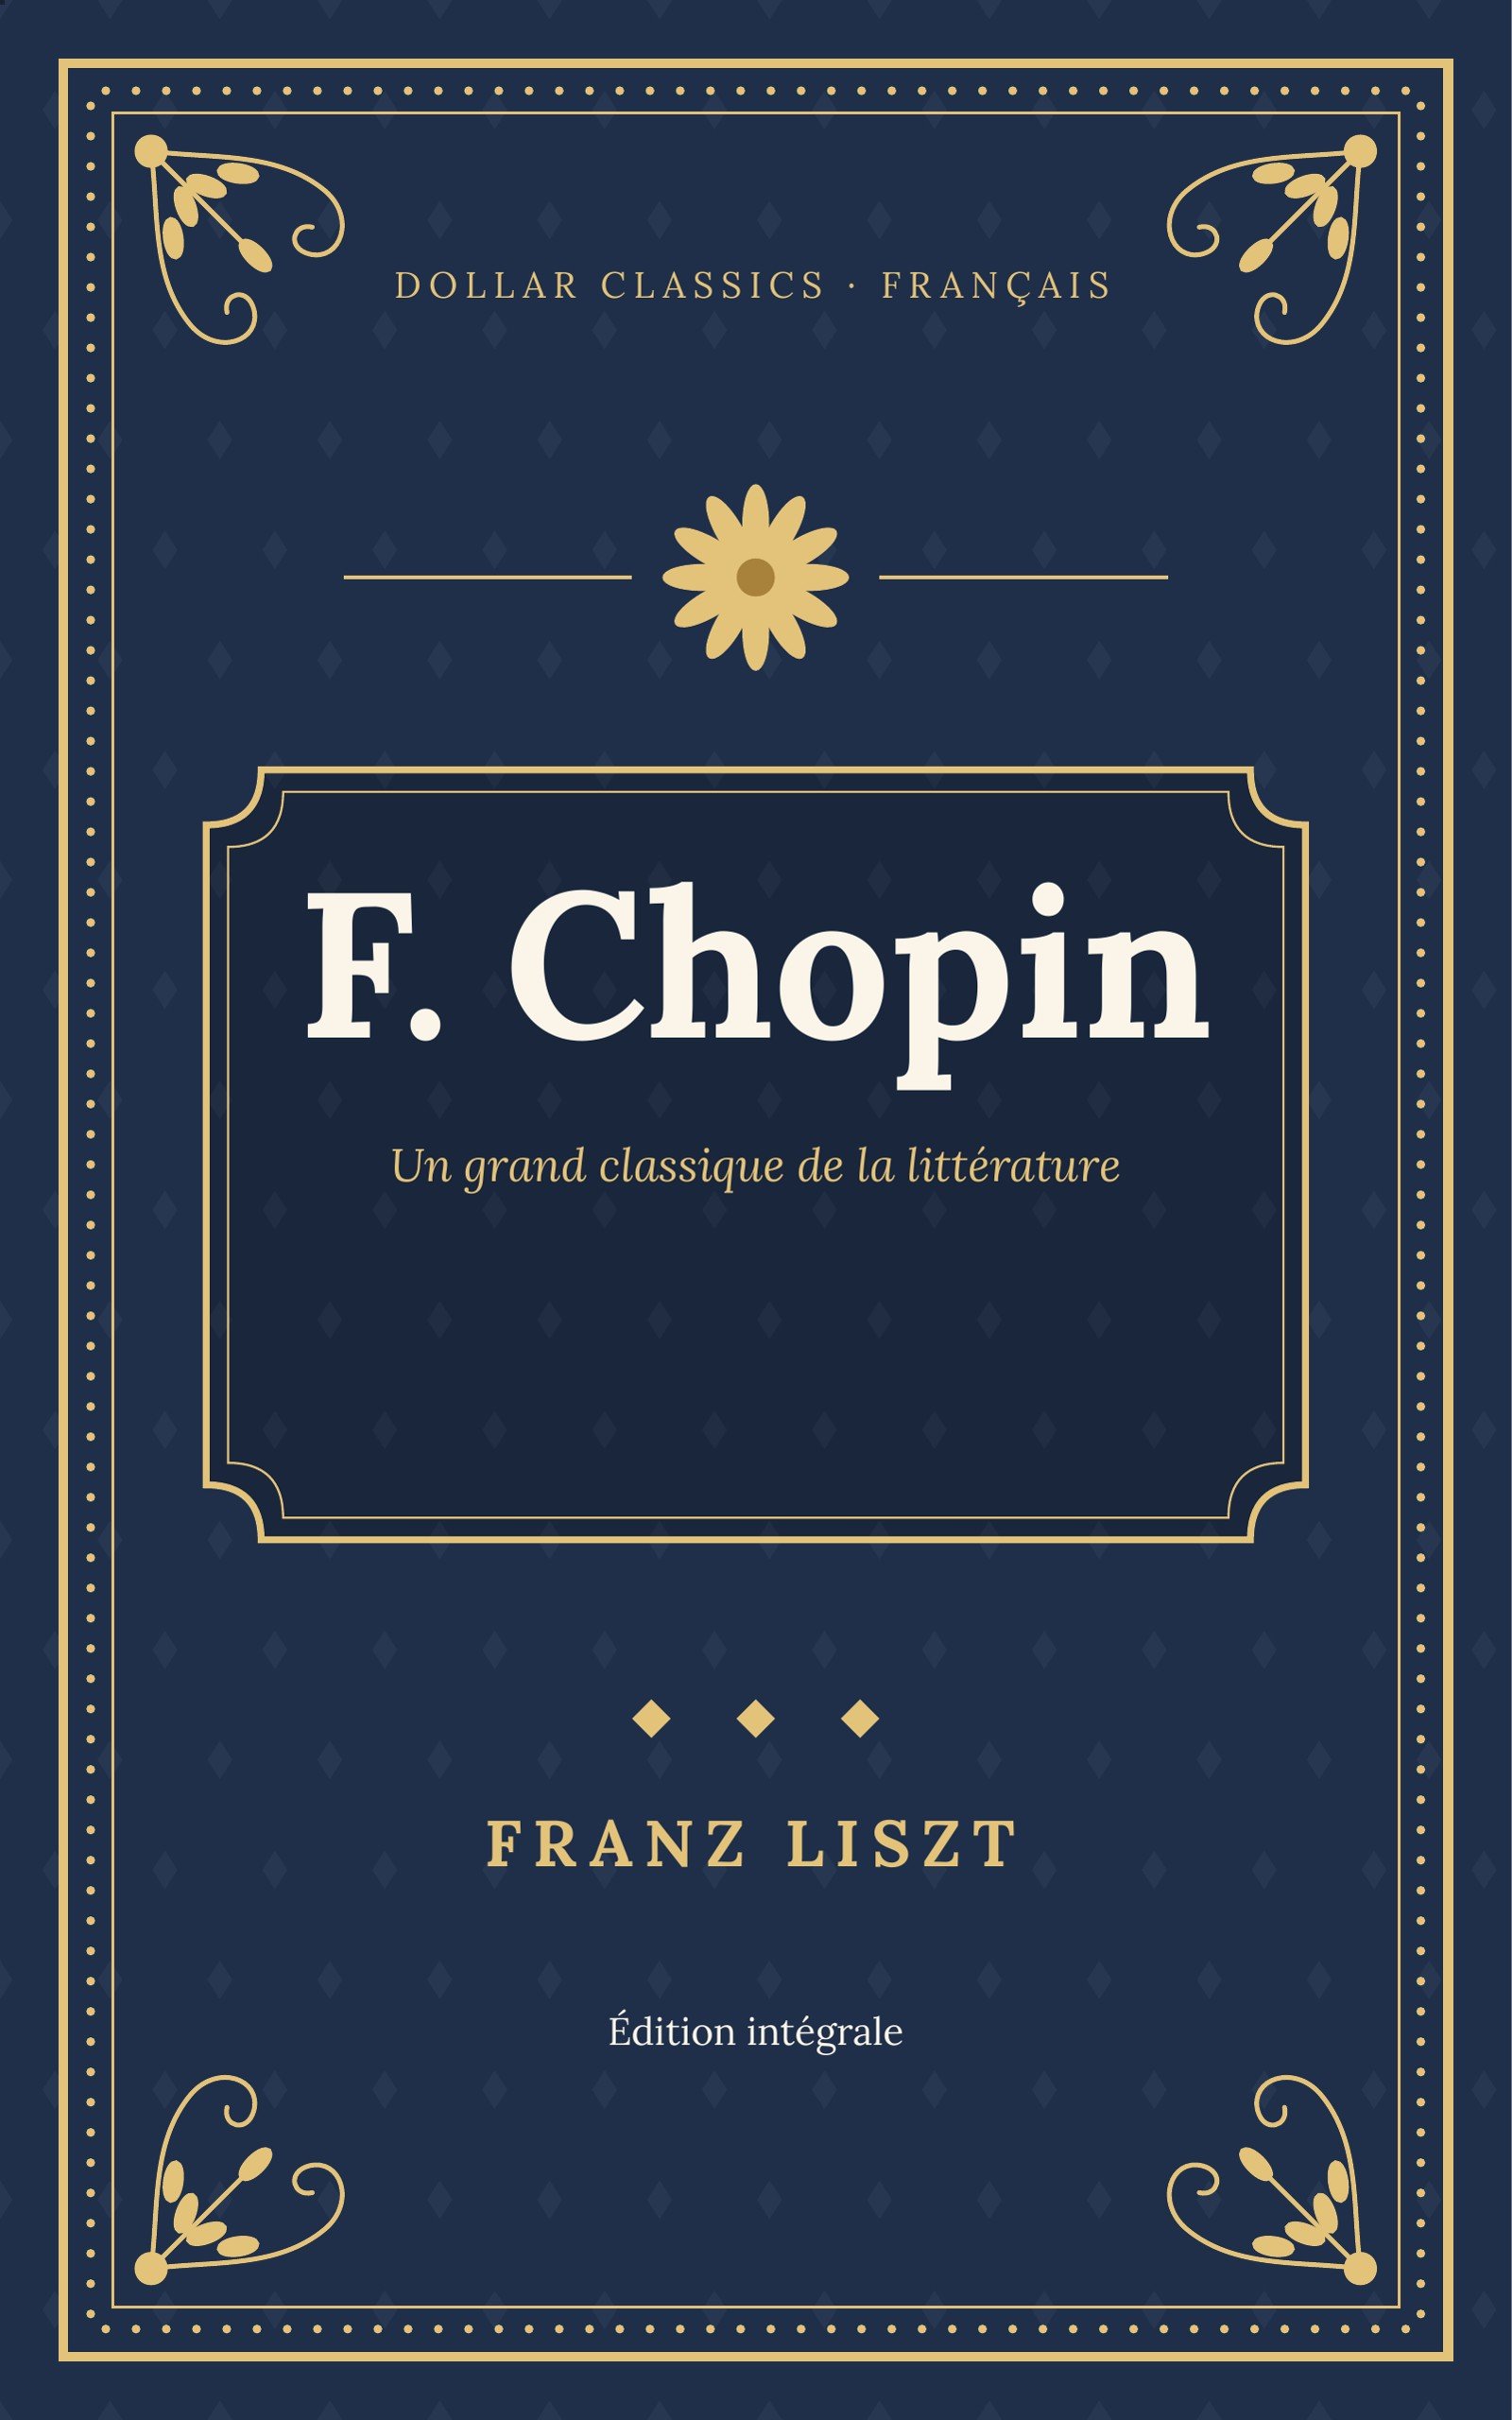 DOLLAR CLASSICS · FRANÇAIS
F. Chopin
Un grand classique de la littérature
FRANZ LISZT
Édition intégrale